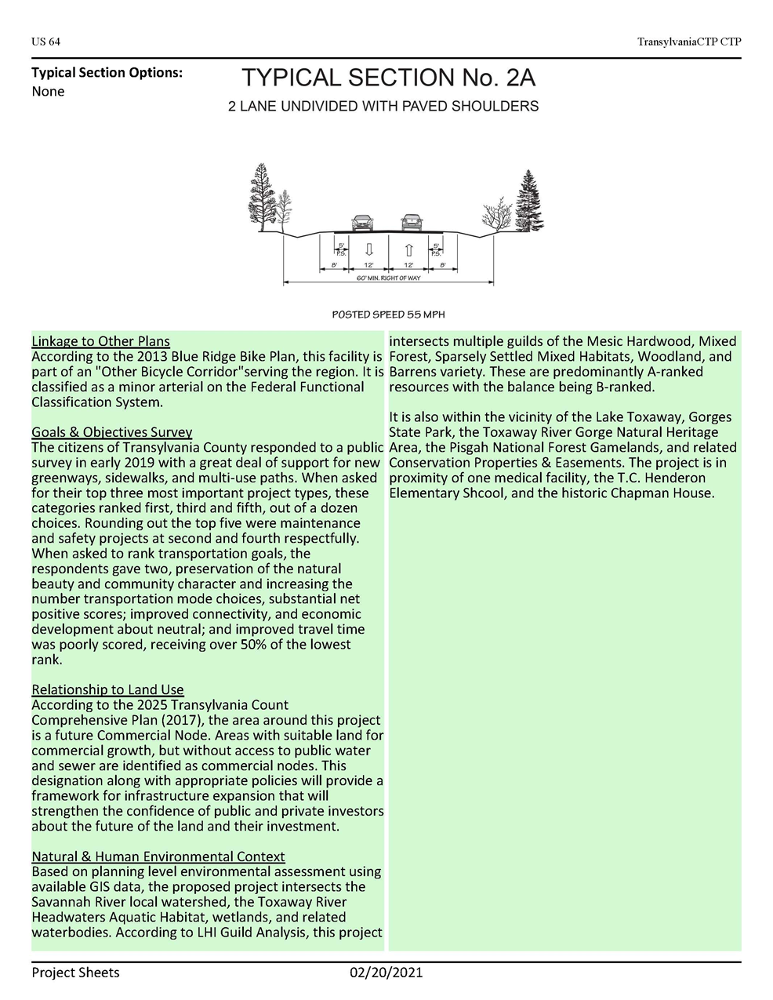 US 64
TransylvaniaCTP CTP
Typical Section Options:
None
TYPICAL SECTION No. 2A
2 LANE UNDIVIDED WITH PAVED SHOULDERS
5'
P.S.
5'
P.S.
8'
12'
12'
8'
60' MIN. RIGHT OF WAY
POSTED SPEED 55 MPH
Linkage to Other Plans
According to the 2013 Blue Ridge Bike Plan, this facility is
part of an "Other Bicycle Corridor"serving the region. It is
classified as a minor arterial on the Federal Functional
Classification System.
Goals & Objectives Survey
The citizens of Transylvania County responded to a public
survey in early 2019 with a great deal of support for new
greenways, sidewalks, and multi-use paths. When asked
for their top three most important project types, these
categories ranked first, third and fifth, out of a dozen
choices. Rounding out the top five were maintenance
and safety projects at second and fourth respectfully.
When asked to rank transportation goals, the
respondents gave two, preservation of the natural
beauty and community character and increasing the
number transportation mode choices, substantial net
positive scores; improved connectivity, and economic
development about neutral; and improved travel time
was poorly scored, receiving over 50% of the lowest
rank.
Relationship to Land Use
According to the 2025 Transylvania Count
Comprehensive Plan (2017), the area around this project
is a future Commercial Node. Areas with suitable land for
commercial growth, but without access to public water
and sewer are identified as commercial nodes. This
designation along with appropriate policies will provide a
framework for infrastructure expansion that will
strengthen the confidence of public and private investors
about the future of the land and their investment.
Natural & Human Environmental Context
Based on planning level environmental assessment using
available GIS data, the proposed project intersects the
Savannah River local watershed, the Toxaway River
Headwaters Aquatic Habitat, wetlands, and related
waterbodies. According to LHI Guild Analysis, this project
intersects multiple guilds of the Mesic Hardwood, Mixed
Forest, Sparsely Settled Mixed Habitats, Woodland, and
Barrens variety. These are predominantly A-ranked
resources with the balance being B-ranked.
It is also within the vicinity of the Lake Toxaway, Gorges
State Park, the Toxaway River Gorge Natural Heritage
Area, the Pisgah National Forest Gamelands, and related
Conservation Properties & Easements. The project is in
proximity of one medical facility, the T.C. Henderon
Elementary Shcool, and the historic Chapman House.
Project Sheets
02/20/2021